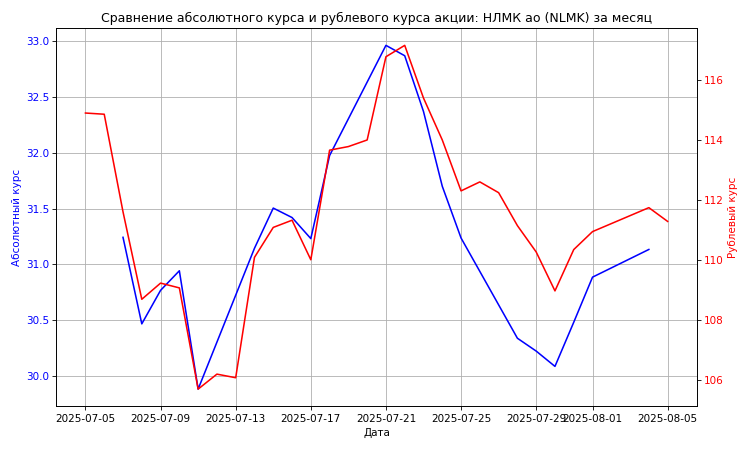 Сравнение абсолютного курса и рублевого курса акции: НЛМК ао (NLMK) за месяц
33.0
32.5
32.0
31.5
31.0
30.5
30.0
Абсолютный курс
116
114
112
110
108
106
Рублевый курс
2025-07-05 2025-07-09 2025-07-13 2025-07-17 2025-07-21 2025-07-25 2025-07-29 2025-08-01 2025-08-05
Дата